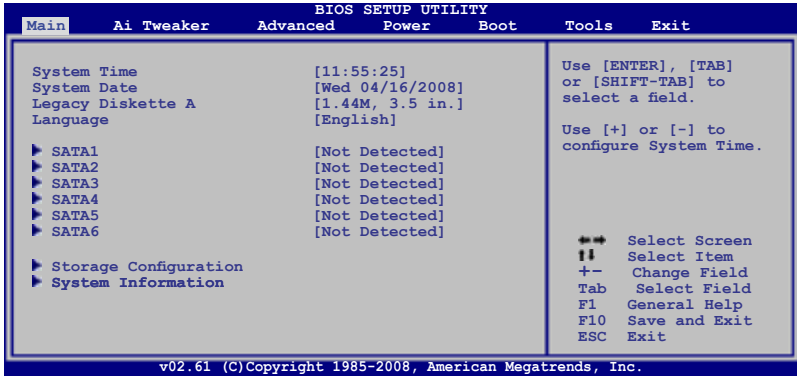 BIOS SETUP UTILITY
Main Ai Tweaker Advanced Power Boot Tools Exit
System Time [11:55:25]
System Date [Wed 04/16/2008]
Legacy Diskette A [1.44M, 3.5 in.]
Language [English]
SATA1 [Not Detected]
SATA2 [Not Detected]
SATA3 [Not Detected]
SATA4 [Not Detected]
SATA5 [Not Detected]
SATA6 [Not Detected]
Storage Configuration
System Information
Use [ENTER], [TAB]
or [SHIFT-TAB] to
select a field.
Use [+] or [-] to
configure System Time.
←→ Select Screen
↑↓ Select Item
+- Change Field
Tab Select Field
F1 General Help
F10 Save and Exit
ESC Exit
v02.61 (C)Copyright 1985-2008, American Megatrends, Inc.